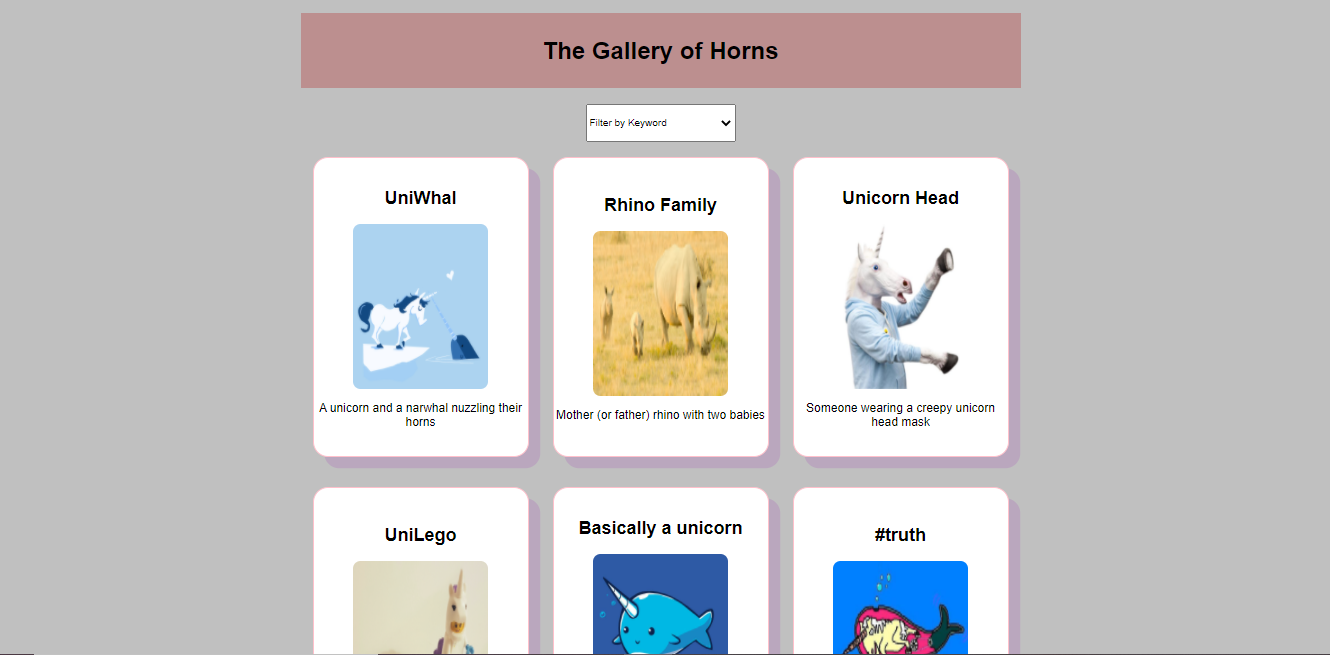 The Gallery of Horns
Filter by Keyword
UniWhal
A unicorn and a narwhal nuzzling their
horns
Rhino Family
Mother (or father) rhino with two babies
Unicorn Head
Someone wearing a creepy unicorn
head mask
UniLego
Basically a unicorn
#truth